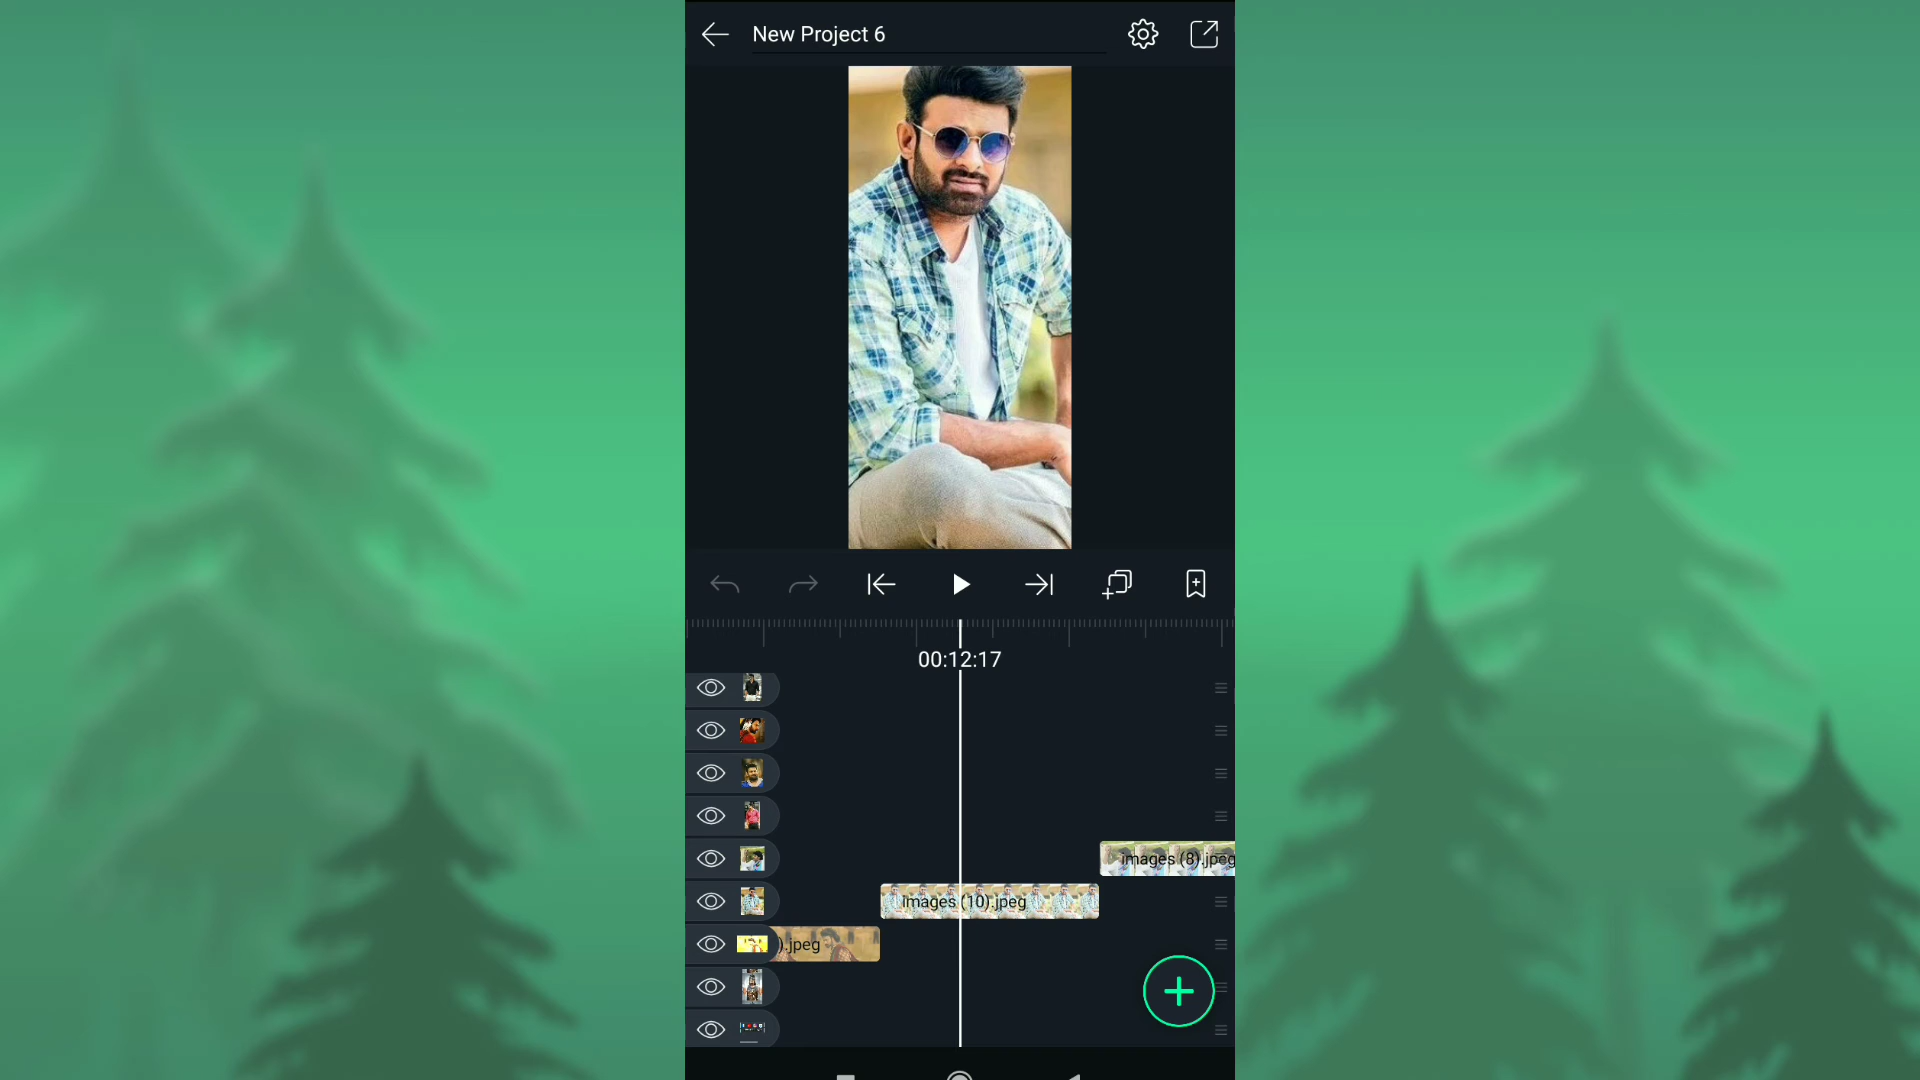 New Project 6
00:12:17
images (8).jpeg
images (10).jpeg
).jpeg